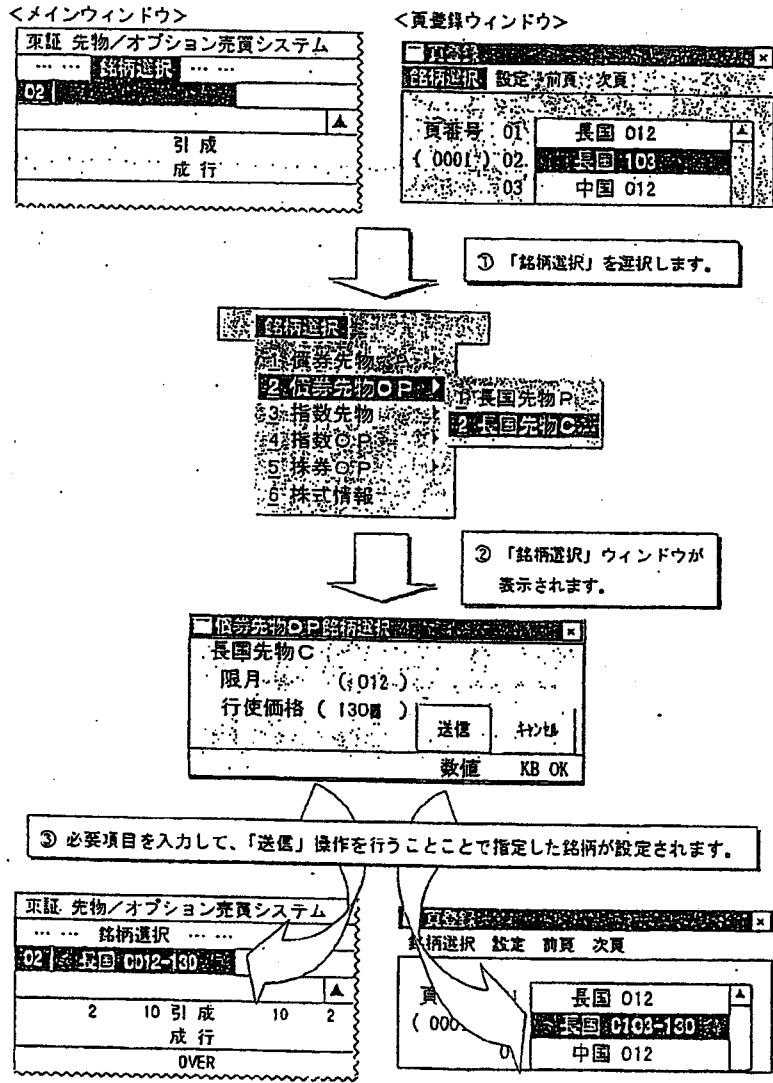 <メインウィンドウ>
東証 先物/オプション売買システム
… … 銘柄選択 … …
02
▲
引成
成行
<頁登録ウィンドウ>
頁登録 ×
銘柄選択 設定 前頁 次頁
頁番号 01 長国 012 ▲
( 0001 ) 02 長国 103
03 中国 012
① 「銘柄選択」を選択します。
銘柄選択
1 債券先物
2 債券先物OP
3 指数先物
4 指数OP
5 株券OP
6 株式情報
1 長国先物P
2 長国先物C
② 「銘柄選択」ウィンドウが
表示されます。
債券先物OP銘柄選択 ×
長国先物C
限月 ( 012 )
行使価格 ( 130 )
送信 キャンセル
数値 KB OK
③ 必要項目を入力して、「送信」操作を行うことことで指定した銘柄が設定されます。
東証 先物/オプション売買システム
… … 銘柄選択 … …
02 長国 C012-130
▲
2 10 引成 10 2
成行
OVER
頁登録 ×
銘柄選択 設定 前頁 次頁
頁 1 長国 012 ▲
( 000 長国 C103-130
0 中国 012